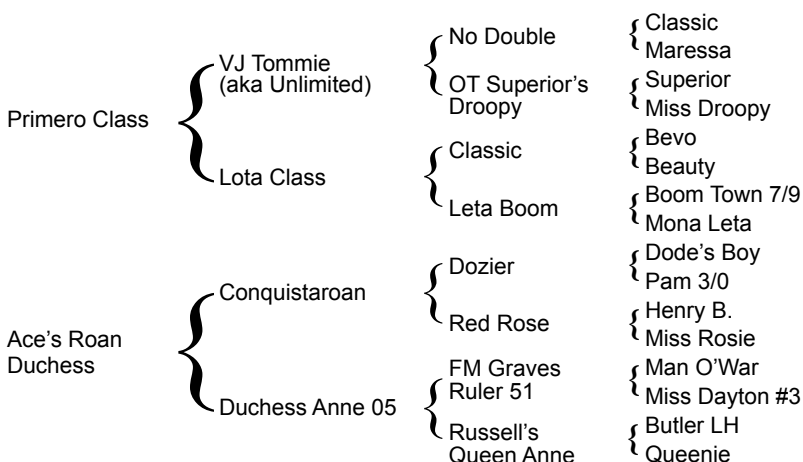 Primero Class
VJ Tommie
(aka Unlimited)
No Double
Classic
Maressa
OT Superior's
Droopy
Superior
Miss Droopy
Lota Class
Classic
Bevo
Beauty
Leta Boom
Boom Town 7/9
Mona Leta
Ace's Roan
Duchess
Conquistaroan
Dozier
Dode's Boy
Pam 3/0
Red Rose
Henry B.
Miss Rosie
Duchess Anne 05
FM Graves
Ruler 51
Man O'War
Miss Dayton #3
Russell's
Queen Anne
Butler LH
Queenie